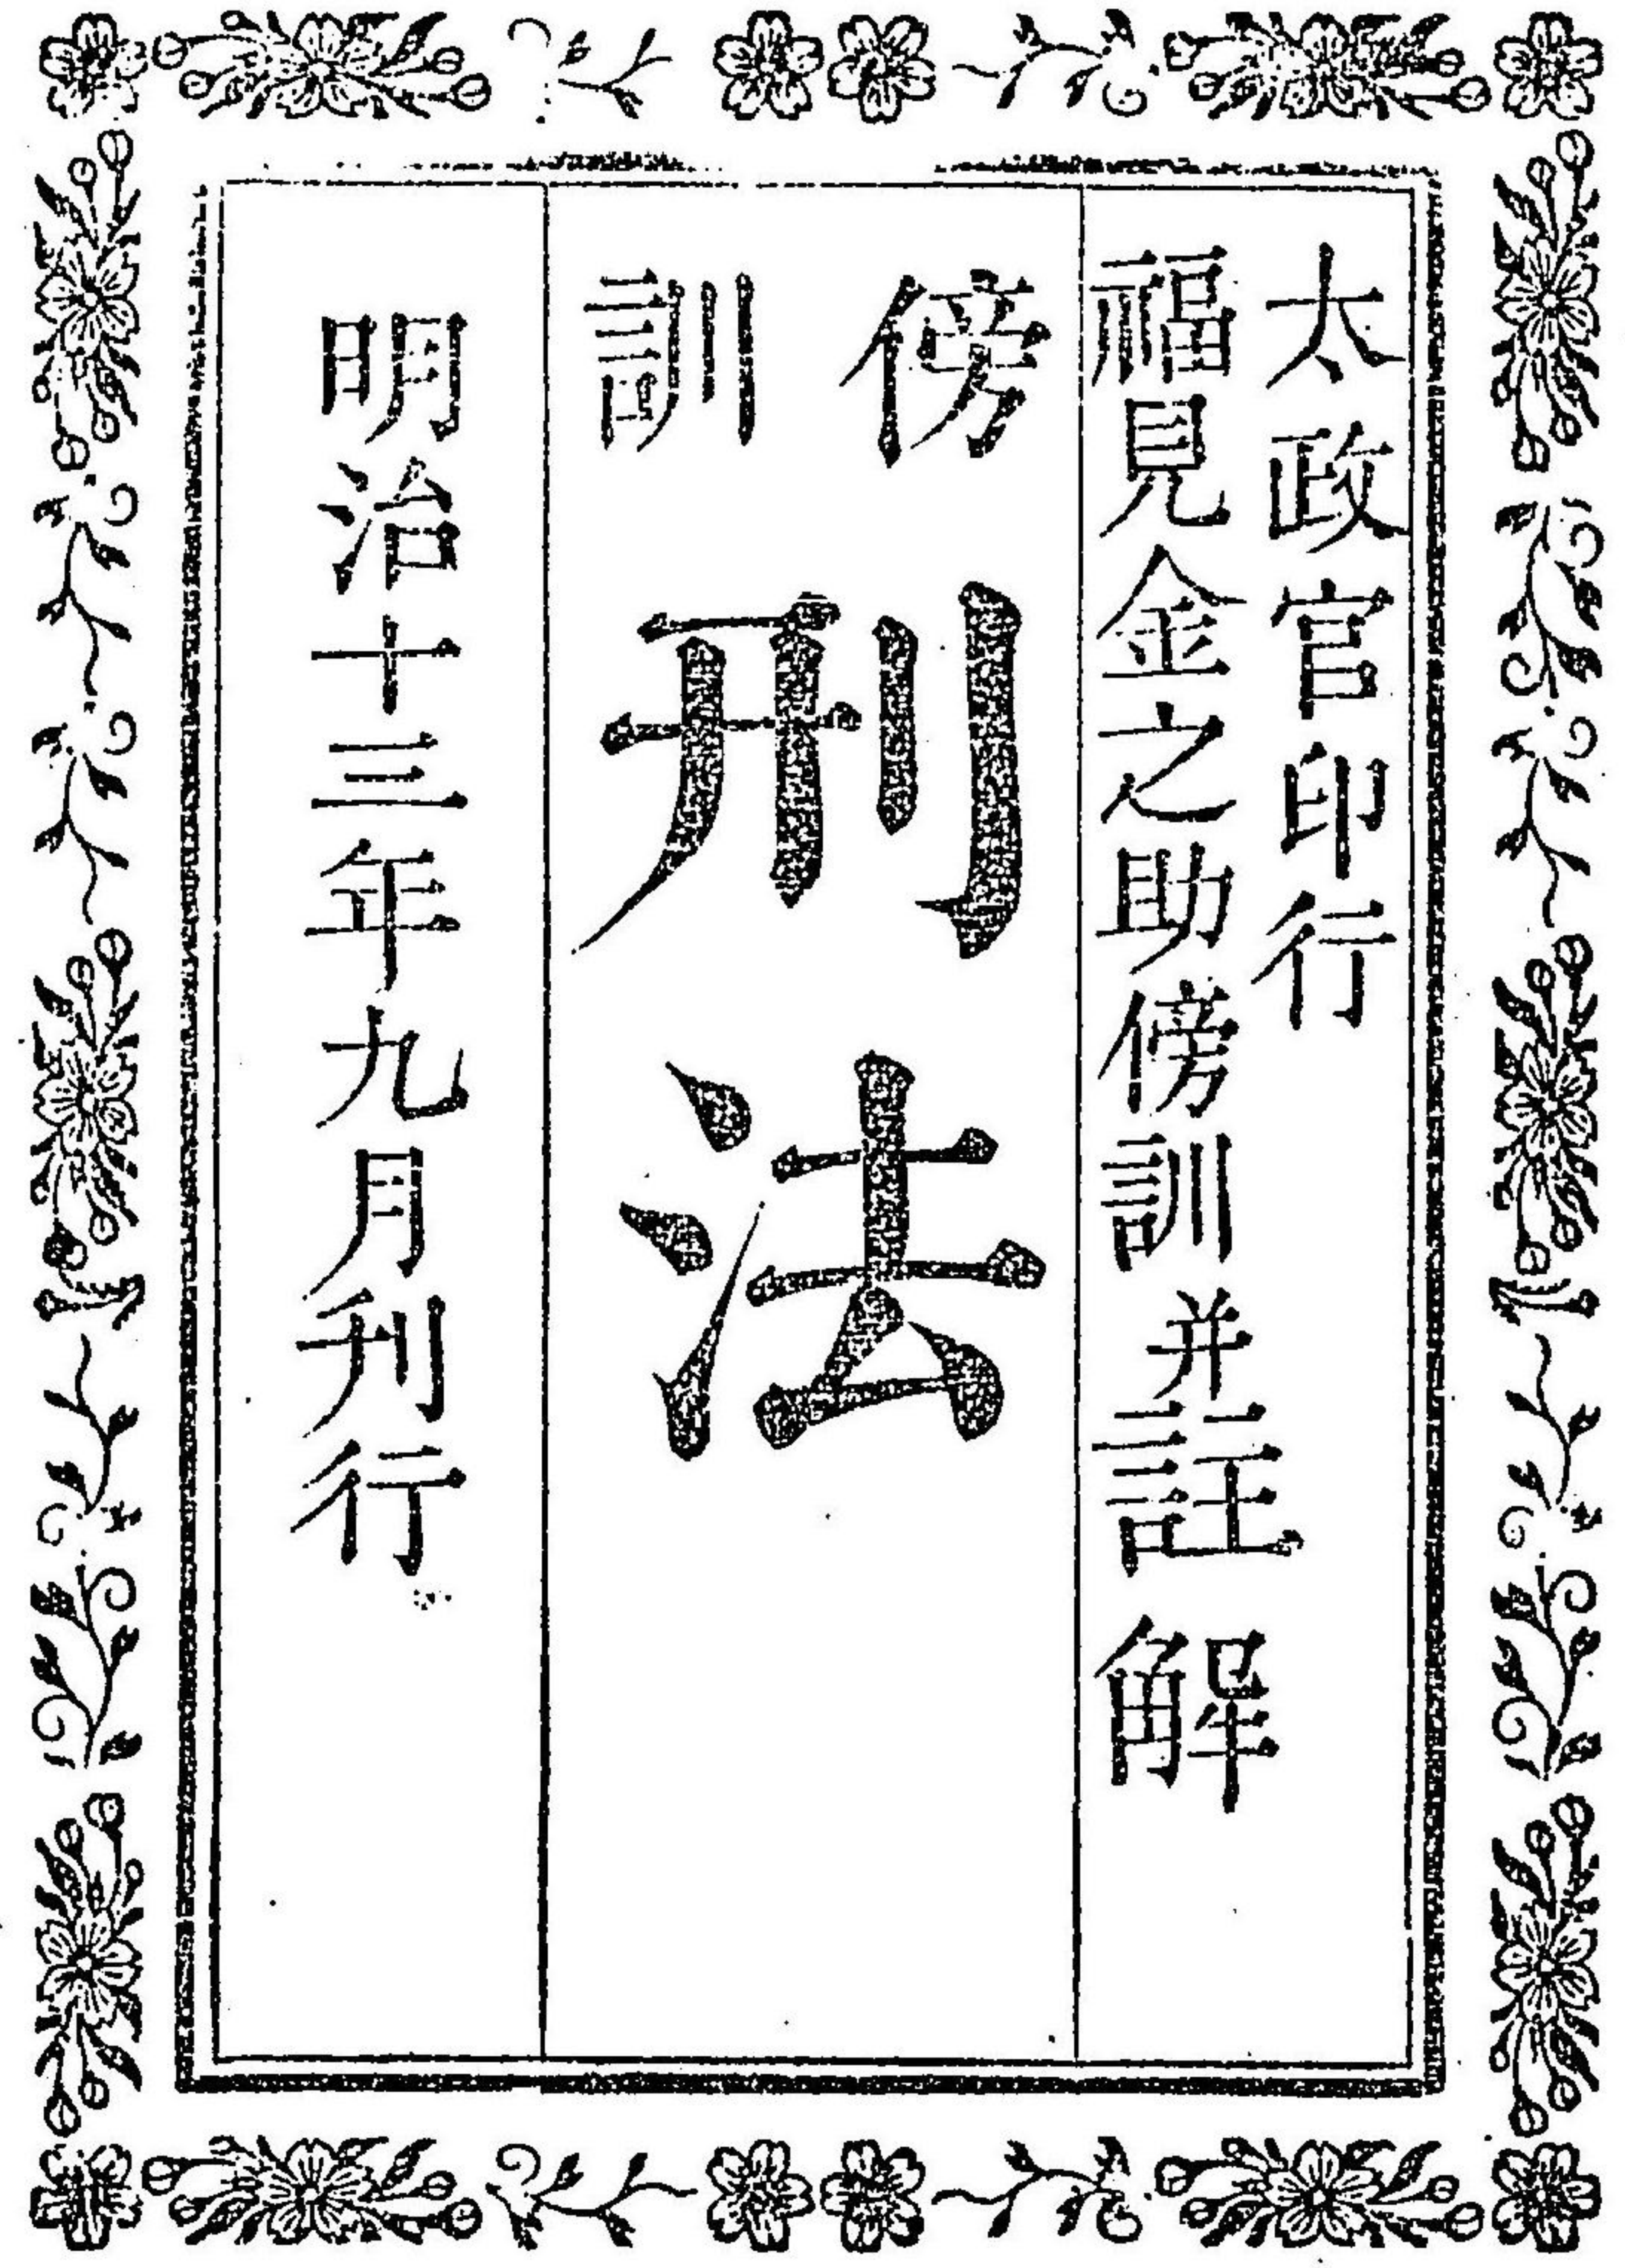 太政官印行
福見金之助傍訓并註解
傍訓
刑法
明治十三年九月刋行